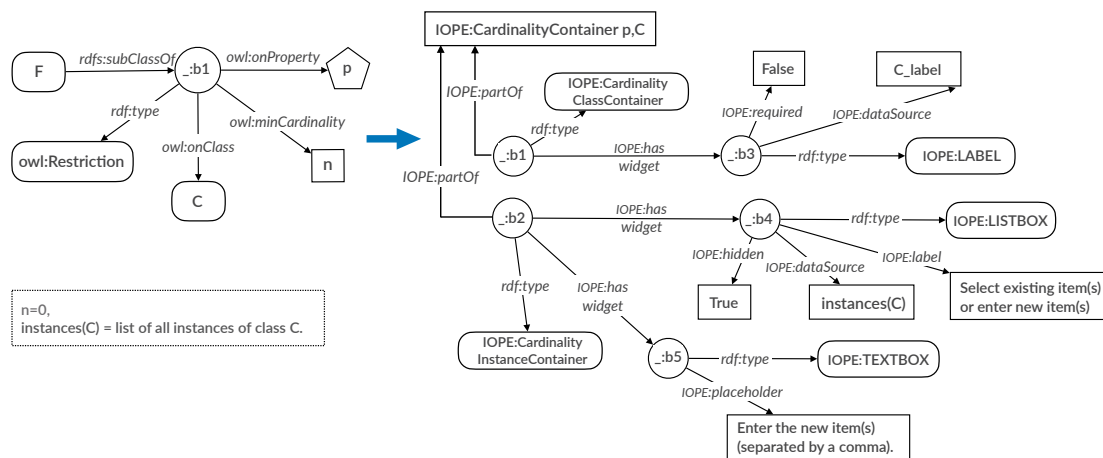 F
rdfs:subClassOf
_:b1
owl:onProperty
p
rdf:type
owl:onClass
owl:minCardinality
owl:Restriction
C
n
n=0,
instances(C) = list of all instances of class C.
IOPE:CardinalityContainer p,C
IOPE:partOf
IOPE:partOf
rdf:type
IOPE:Cardinality
ClassContainer
_:b1
IOPE:has
widget
_:b3
False
IOPE:required
C_label
IOPE:dataSource
rdf:type
IOPE:LABEL
_:b2
IOPE:has
widget
_:b4
rdf:type
IOPE:LISTBOX
IOPE:hidden
IOPE:dataSource
IOPE:label
True
instances(C)
Select existing item(s)
or enter new item(s)
rdf:type
IOPE:has
widget
IOPE:Cardinality
InstanceContainer
_:b5
rdf:type
IOPE:TEXTBOX
IOPE:placeholder
Enter the new item(s)
(separated by a comma).